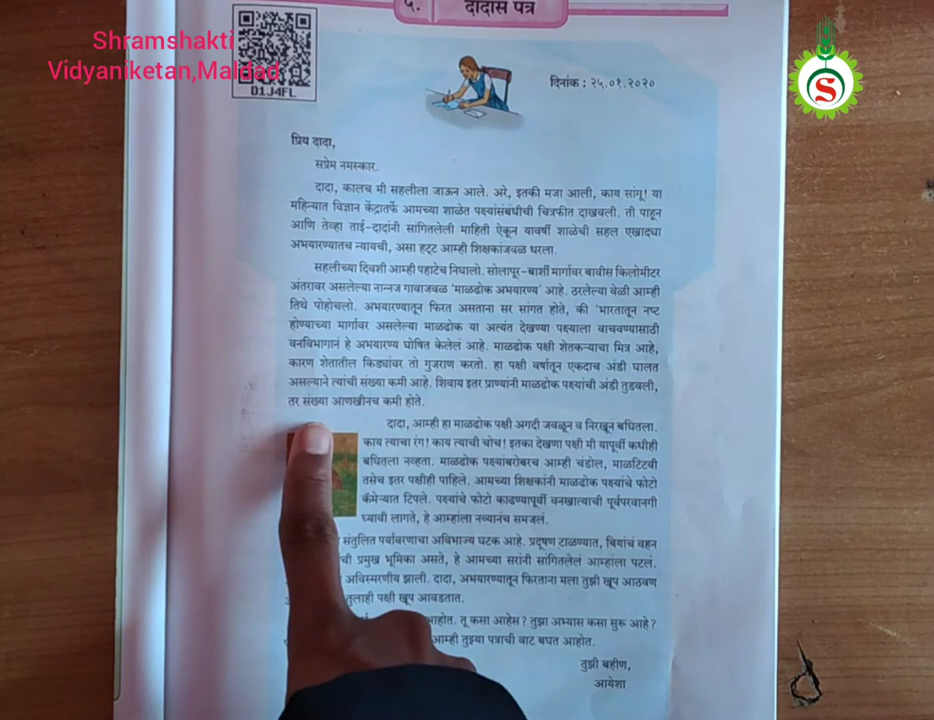 ५. दादास पत्र
Shramshakti
Vidyaniketan,Maldad
D1J4FL
S
दिनांक : २५.०१.२०२०
प्रिय दादा,
सप्रेम नमस्कार.
दादा, कालच मी सहलीला जाऊन आले. अरे, इतकी मजा आली, काय सांगू! या
महिन्यात विज्ञान केंद्रातर्फे आमच्या शाळेत पक्ष्यांसंबंधीची चित्रफीत दाखवली. ती पाहून
आणि तेव्हा ताई-दादांनी सांगितलेली माहिती ऐकून यावर्षी शाळेची सहल एखाद्या
अभयारण्यातच न्यायची, असा हट्ट आम्ही शिक्षकांजवळ धरला.
सहलीच्या दिवशी आम्ही पहाटेच निघालो. सोलापूर-बार्शी मार्गावर बावीस किलोमीटर
अंतरावर असलेल्या नान्नज गावाजवळ 'माळढोक अभयारण्य' आहे. ठरलेल्या वेळी आम्ही
तिथे पोहोचलो. अभयारण्यातून फिरत असताना सर सांगत होते, की 'भारतातून नष्ट
होण्याच्या मार्गावर असलेल्या माळढोक या अत्यंत देखण्या पक्ष्याला वाचवण्यासाठी
वनविभागानं हे अभयारण्य घोषित केलेलं आहे. माळढोक पक्षी शेतकऱ्याचा मित्र आहे,
कारण शेतातील किड्यांवर तो गुजराण करतो. हा पक्षी वर्षातून एकदाच अंडी घालत
असल्याने त्यांची संख्या कमी आहे. शिवाय इतर प्राण्यांनी माळढोक पक्ष्यांची अंडी तुडवली,
तर संख्या आणखीनच कमी होते.
दादा, आम्ही हा माळढोक पक्षी अगदी जवळून व निरखून बघितला.
काय त्याचा रंग! काय त्याची चोच! इतका देखणा पक्षी मी यापूर्वी कधीही
बघितला नव्हता. माळढोक पक्ष्यांबरोबरच आम्ही चंडोल, माळटिटवी
तसेच इतर पक्षीही पाहिले. आमच्या शिक्षकांनी माळढोक पक्ष्यांचे फोटो
कॅमेऱ्यात टिपले. पक्ष्यांचे फोटो काढण्यापूर्वी वनखात्याची पूर्वपरवानगी
घ्यावी लागते, हे आम्हांला नव्यानंच समजलं.
संतुलित पर्यावरणाचा अविभाज्य घटक आहे. प्रदूषण टाळण्यात, बियांचं वहन
प्रमुख भूमिका असते, हे आमच्या सरांनी सांगितलेलं आम्हांला पटलं.
अविस्मरणीय झाली. दादा, अभयारण्यातून फिरताना मला तुझी खूप आठवण
तुलाही पक्षी खूप आवडतात.
आहोत. तू कसा आहेस? तुझा अभ्यास कसा सुरू आहे?
आम्ही तुझ्या पत्राची वाट बघत आहोत.
तुझी बहीण,
आयेशा